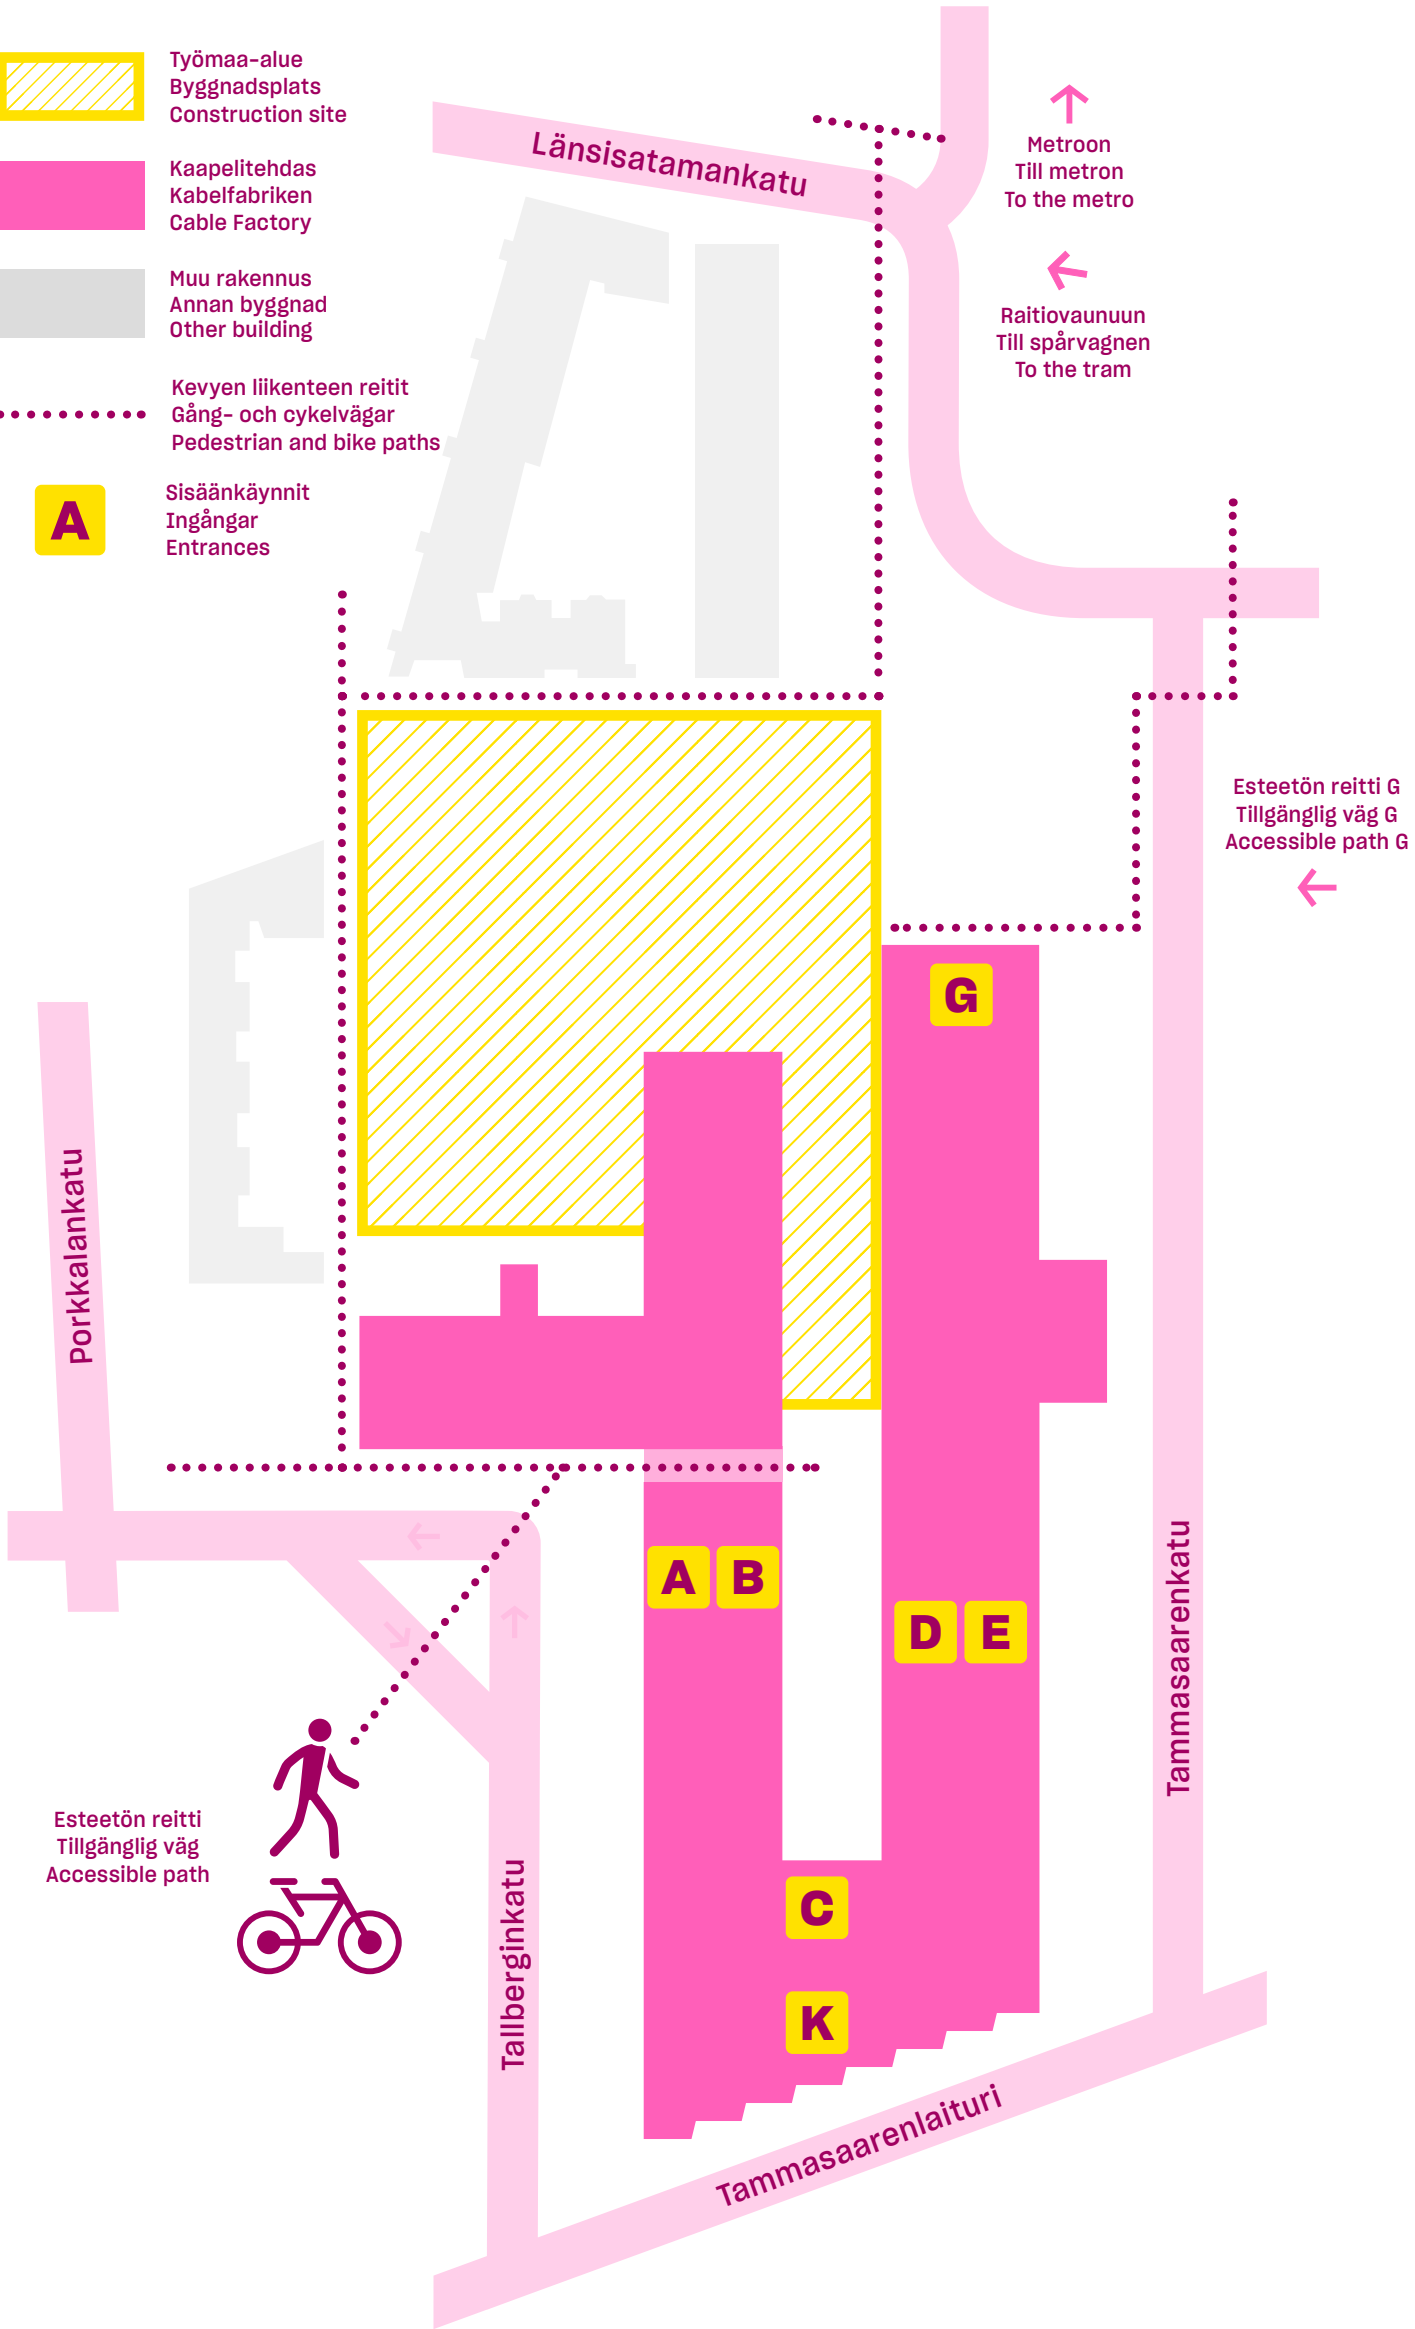 Työmaa-alue
Byggnadsplats
Construction site
Kaapelitehdas
Kabelfabriken
Cable Factory
Muu rakennus
Annan byggnad
Other building
Kevyen liikenteen reitit
Gång- och cykelvägar
Pedestrian and bike paths
A
Sisäänkäynnit
Ingångar
Entrances
Länsisatamankatu
Metroon
Till metron
To the metro
Raitiovaunuun
Till spårvagnen
To the tram
Esteetön reitti G
Tillgänglig väg G
Accessible path G
G
Porkkalankatu
A B
D E
Tammasaarenkatu
Esteetön reitti
Tillgänglig väg
Accessible path
Tallberginkatu
C
K
Tammasaarenlaituri